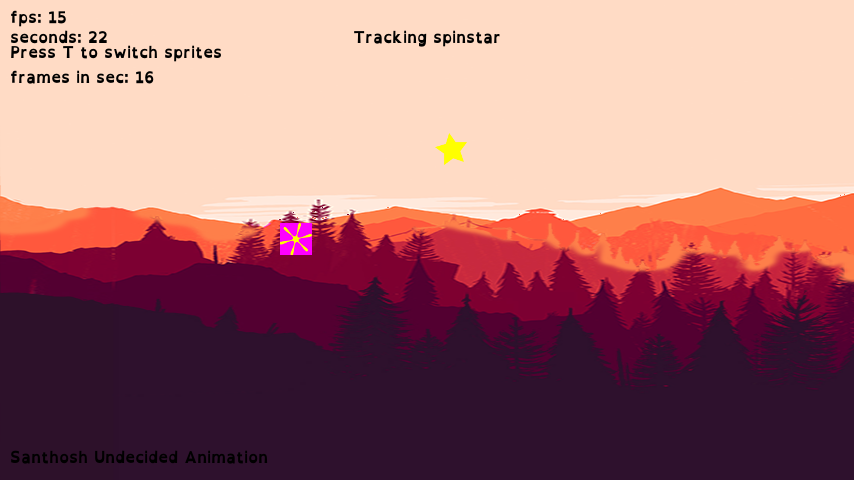 fps: 15
seconds: 22
Tracking spinstar
Press T to switch sprites
frames in sec: 16
Santhosh Undecided Animation